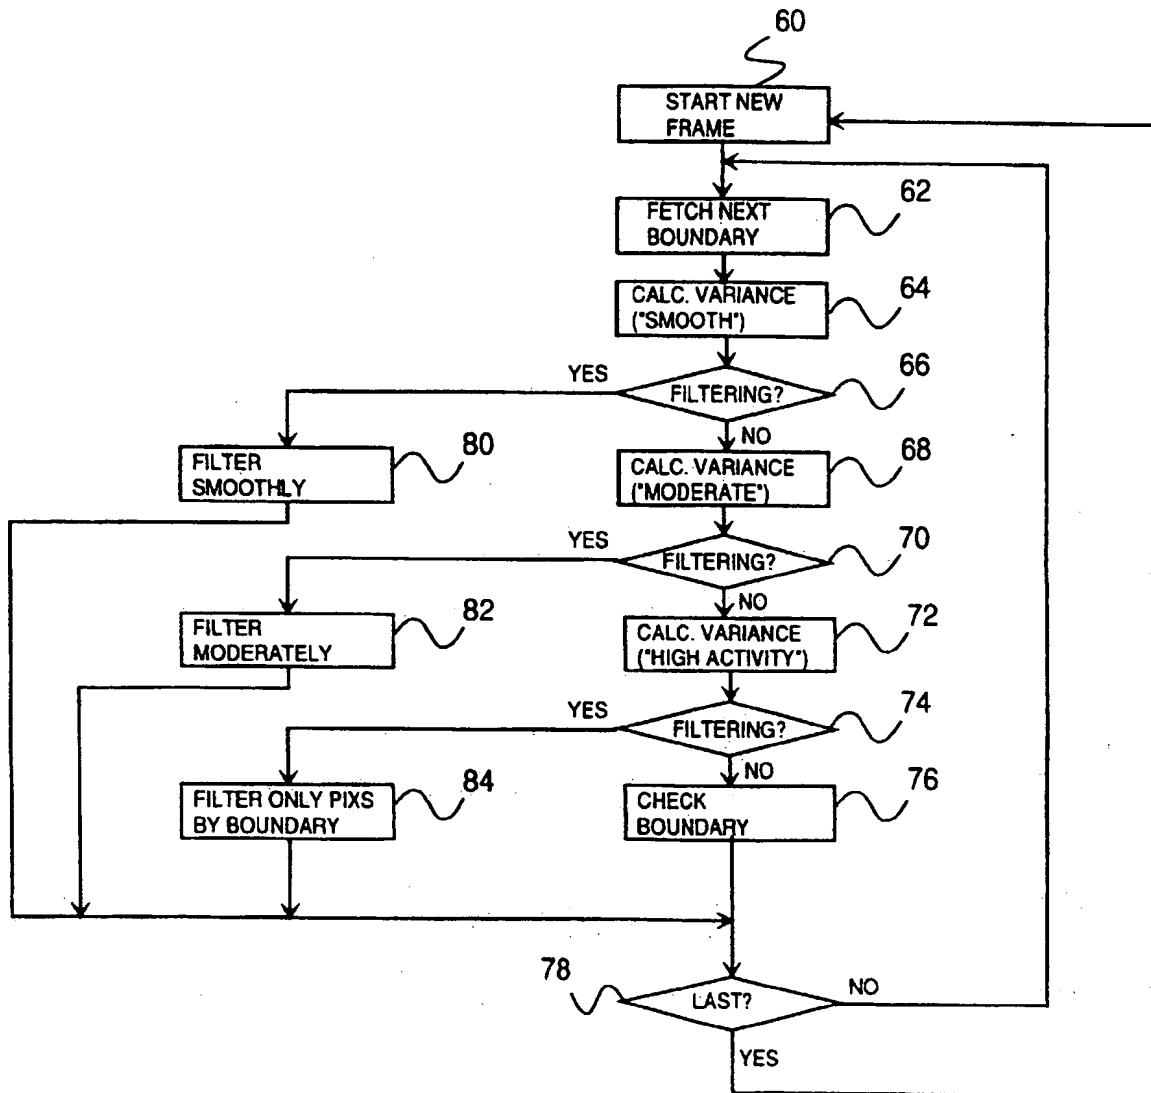 60
START NEW
FRAME
62
FETCH NEXT
BOUNDARY
64
CALC. VARIANCE
("SMOOTH")
66
YES
FILTERING?
NO
80
FILTER
SMOOTHLY
68
CALC. VARIANCE
("MODERATE")
70
YES
FILTERING?
NO
82
FILTER
MODERATELY
72
CALC. VARIANCE
("HIGH ACTIVITY")
74
YES
FILTERING?
NO
84
FILTER ONLY PIXS
BY BOUNDARY
76
CHECK
BOUNDARY
78
LAST?
NO
YES